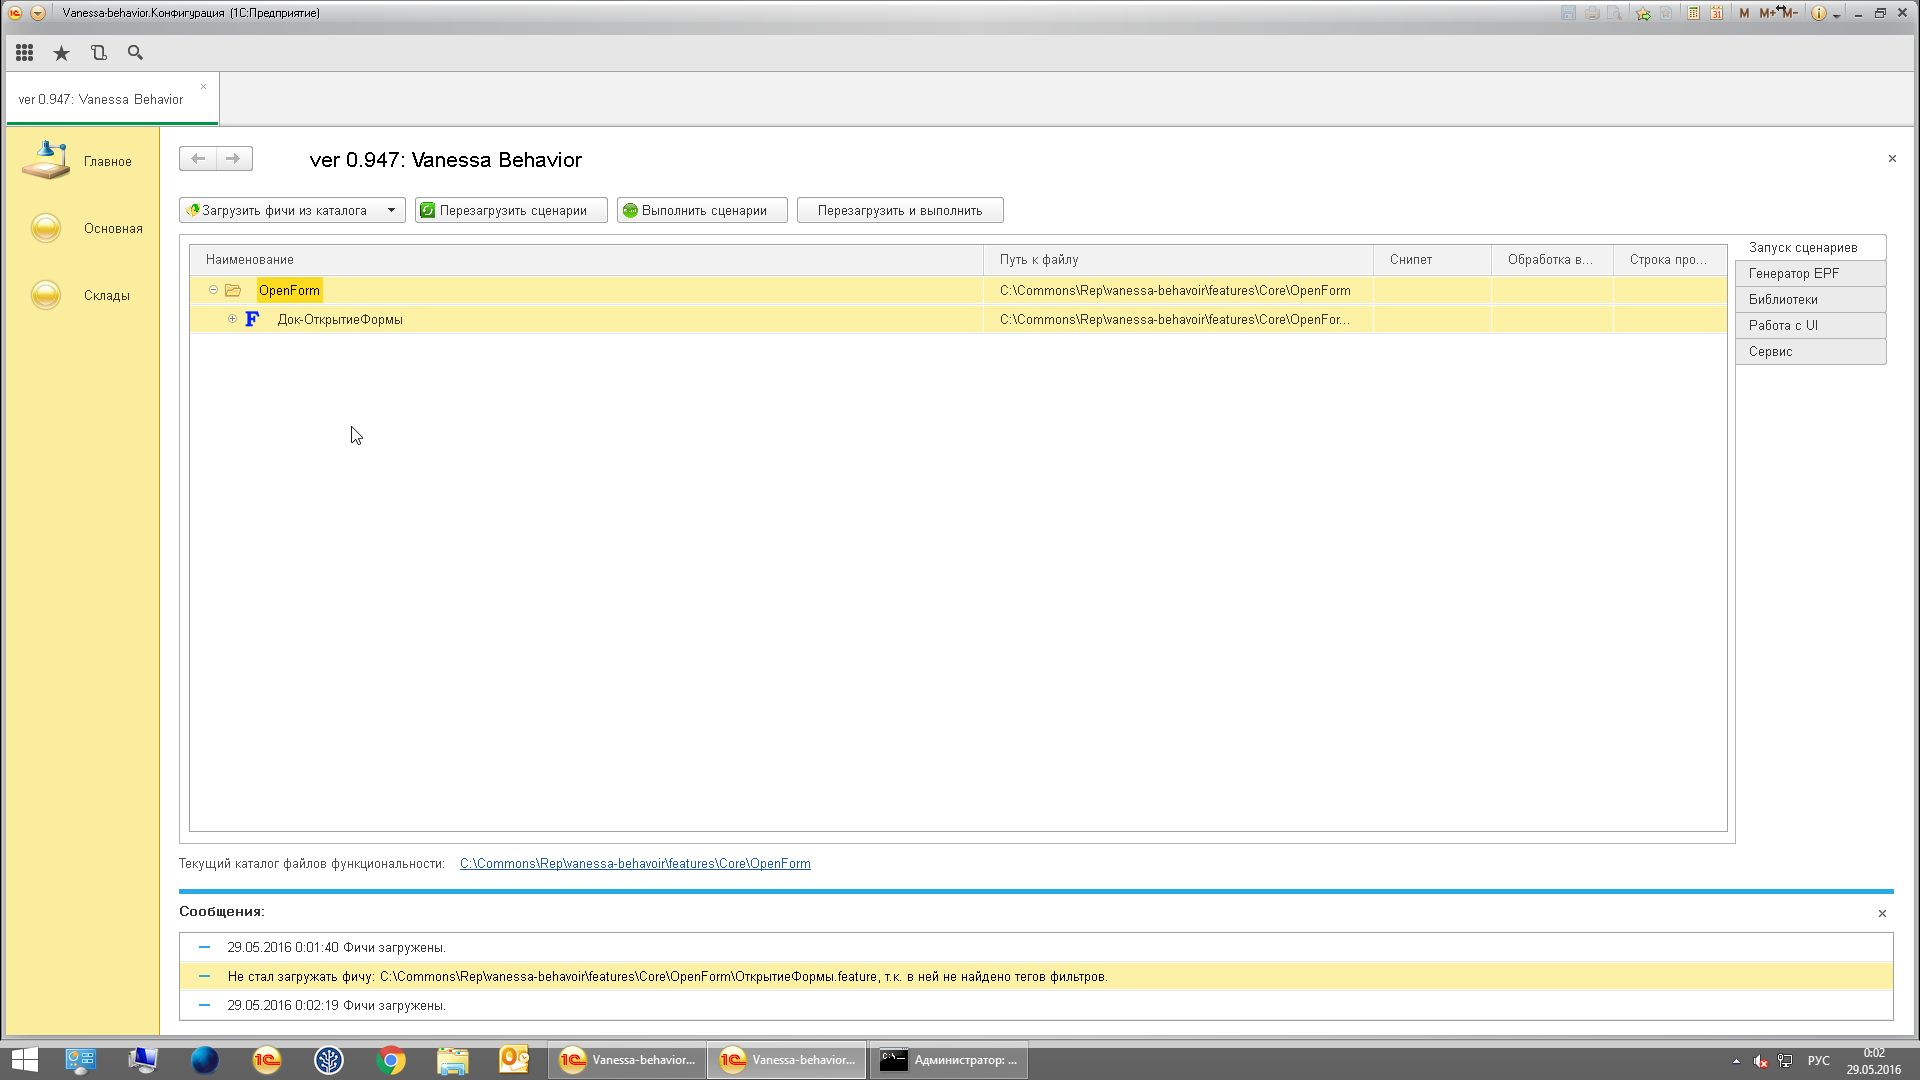 Vanessa-behavior.Конфигурация (1С:Предприятие)
M M+ M-
ver 0.947: Vanessa Behavior
Главное
Основная
Склады
ver 0.947: Vanessa Behavior
Загрузить фичи из каталога
Перезагрузить сценарии
Выполнить сценарии
Перезагрузить и выполнить
Наименование Путь к файлу Снипет Обработка в... Строка про...
OpenForm C:\Commons\Rep\vanessa-behavoir\features\Core\OpenForm
F Док-ОткрытиеФормы C:\Commons\Rep\vanessa-behavoir\features\Core\OpenFor...
Запуск сценариев
Генератор EPF
Библиотеки
Работа с UI
Сервис
Текущий каталог файлов функциональности: C:\Commons\Rep\vanessa-behavoir\features\Core\OpenForm
Сообщения:
29.05.2016 0:01:40 Фичи загружены.
Не стал загружать фичу: C:\Commons\Rep\vanessa-behavoir\features\Core\OpenForm\ОткрытиеФормы.feature, т.к. в ней не найдено тегов фильтров.
29.05.2016 0:02:19 Фичи загружены.
Vanessa-behavior...
Vanessa-behavior...
Администратор: ...
РУС
0:02
29.05.2016